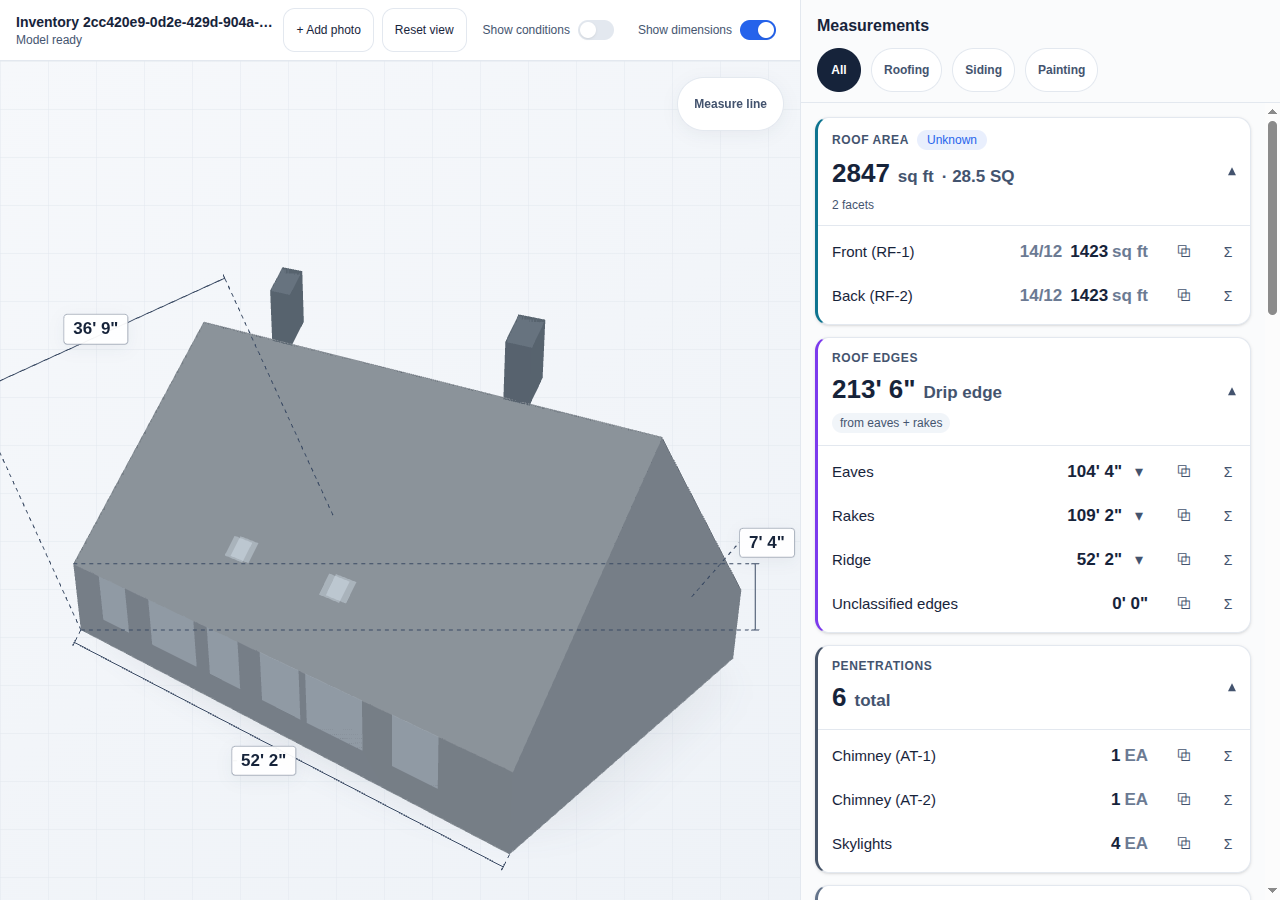 Inventory 2cc420e9-0d2e-429d-904a-…
Model ready
+ Add photo
Reset view
Show conditions
Show dimensions
Measure line
36' 9"
7' 4"
52' 2"
Measurements
All
Roofing
Siding
Painting
ROOF AREA Unknown
2847 sq ft · 28.5 SQ
2 facets
Front (RF-1) 14/12 1423 sq ft Σ
Back (RF-2) 14/12 1423 sq ft Σ
ROOF EDGES
213' 6" Drip edge
from eaves + rakes
Eaves 104' 4" Σ
Rakes 109' 2" Σ
Ridge 52' 2" Σ
Unclassified edges 0' 0" Σ
PENETRATIONS
6 total
Chimney (AT-1) 1 EA Σ
Chimney (AT-2) 1 EA Σ
Skylights 4 EA Σ